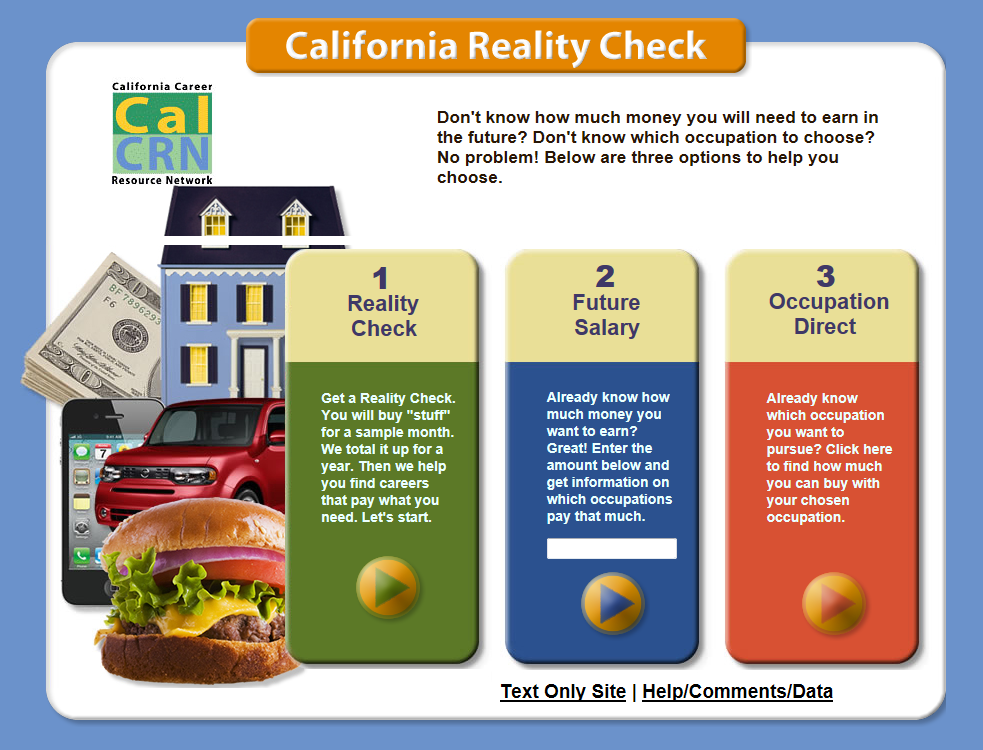 California Reality Check
California Career
Cal
CRN
Resource Network
Don't know how much money you will need to earn in
the future? Don't know which occupation to choose?
No problem! Below are three options to help you
choose.
1
Reality
Check
Get a Reality Check.
You will buy "stuff"
for a sample month.
We total it up for a
year. Then we help
you find careers
that pay what you
need. Let's start.
2
Future
Salary
Already know how
much money you
want to earn?
Great! Enter the
amount below and
get information on
which occupations
pay that much.
3
Occupation
Direct
Already know
which occupation
you want to
pursue? Click here
to find how much
you can buy with
your chosen
occupation.
F6
7
Text Only Site | Help/Comments/Data